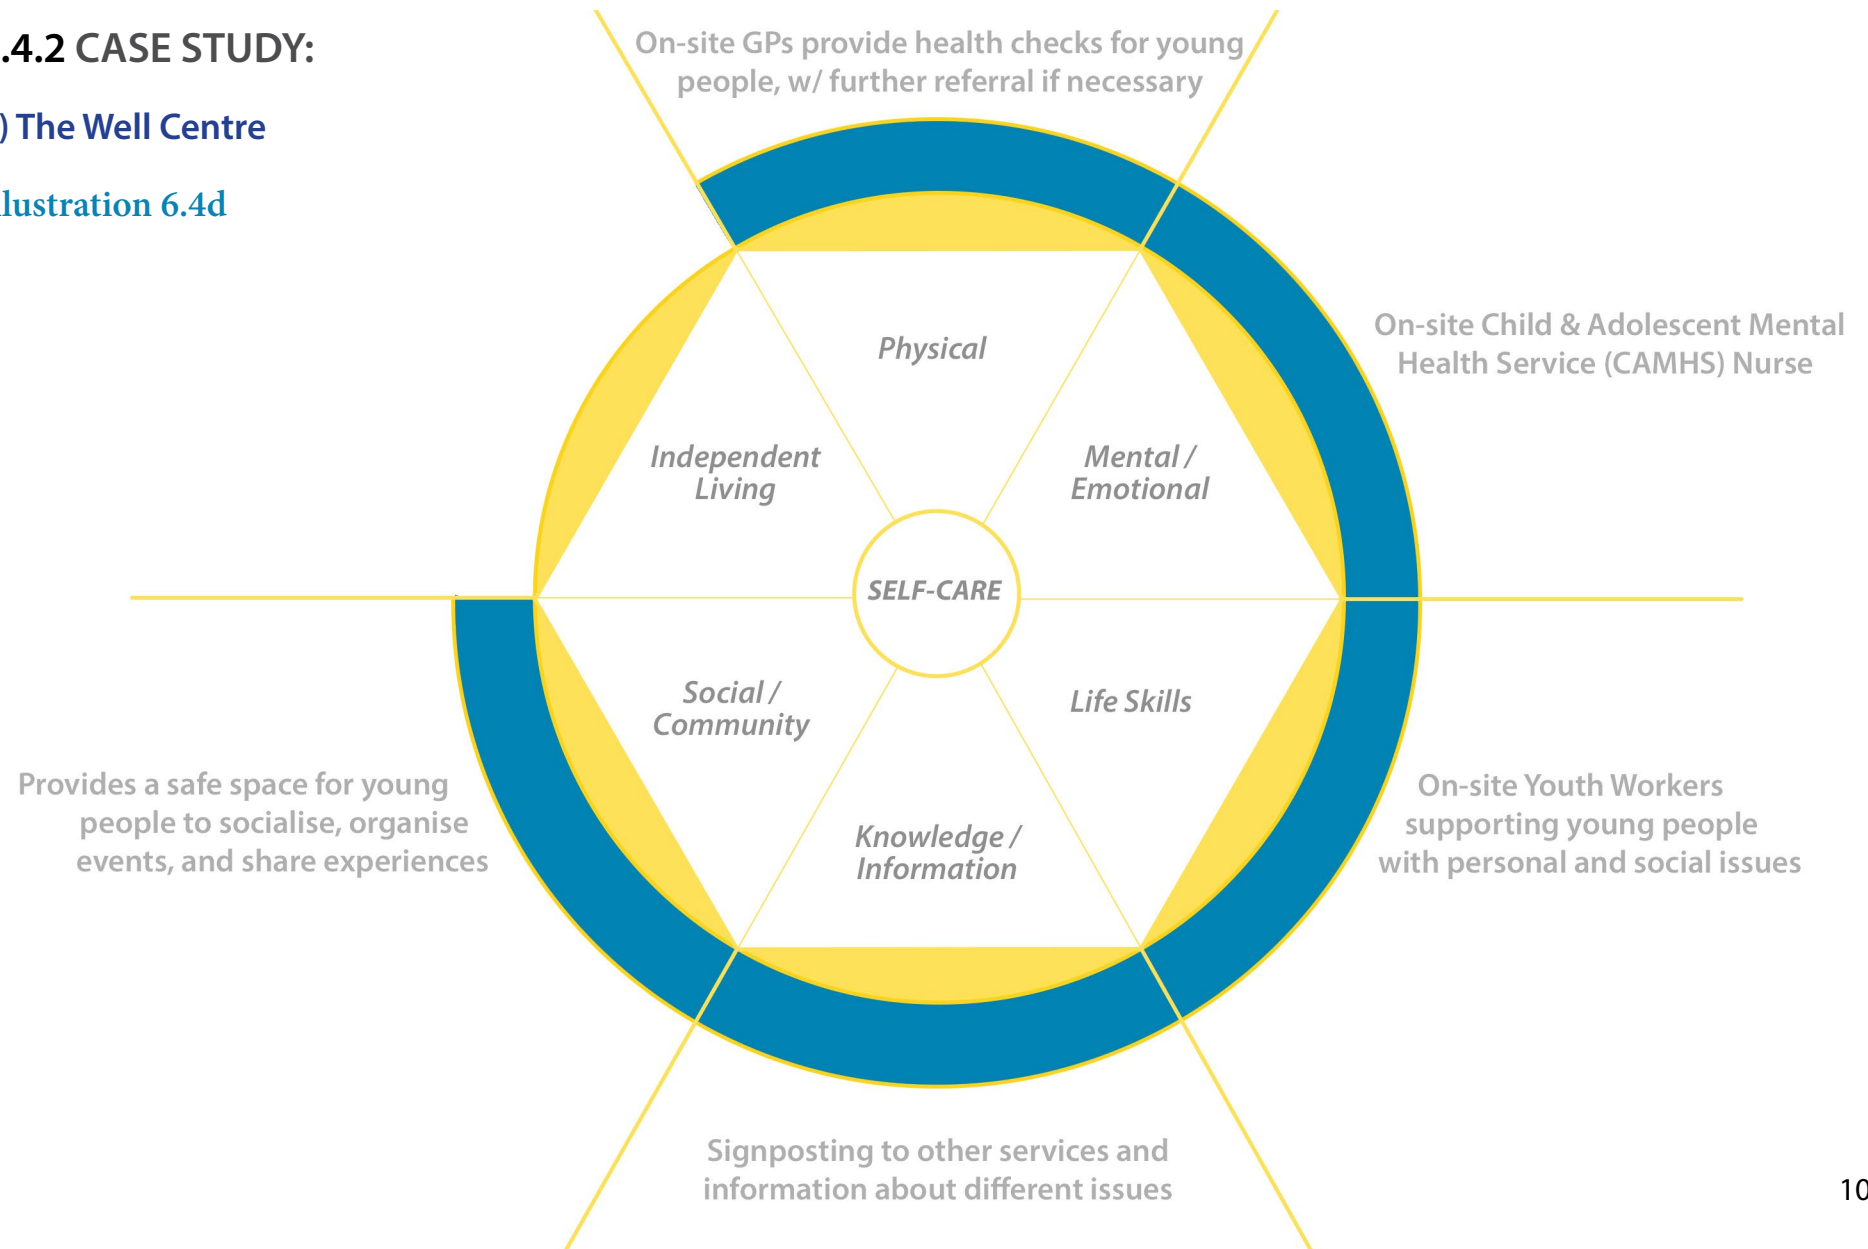 .4.2 CASE STUDY:
) The Well Centre
llustration 6.4d
On-site GPs provide health checks for young
people, w/ further referral if necessary
On-site Child & Adolescent Mental
Health Service (CAMHS) Nurse
Physical
Mental /
Emotional
Independent
Living
SELF-CARE
Social /
Community
Life Skills
Knowledge /
Information
Provides a safe space for young
people to socialise, organise
events, and share experiences
On-site Youth Workers
supporting young people
with personal and social issues
Signposting to other services and
information about different issues
10